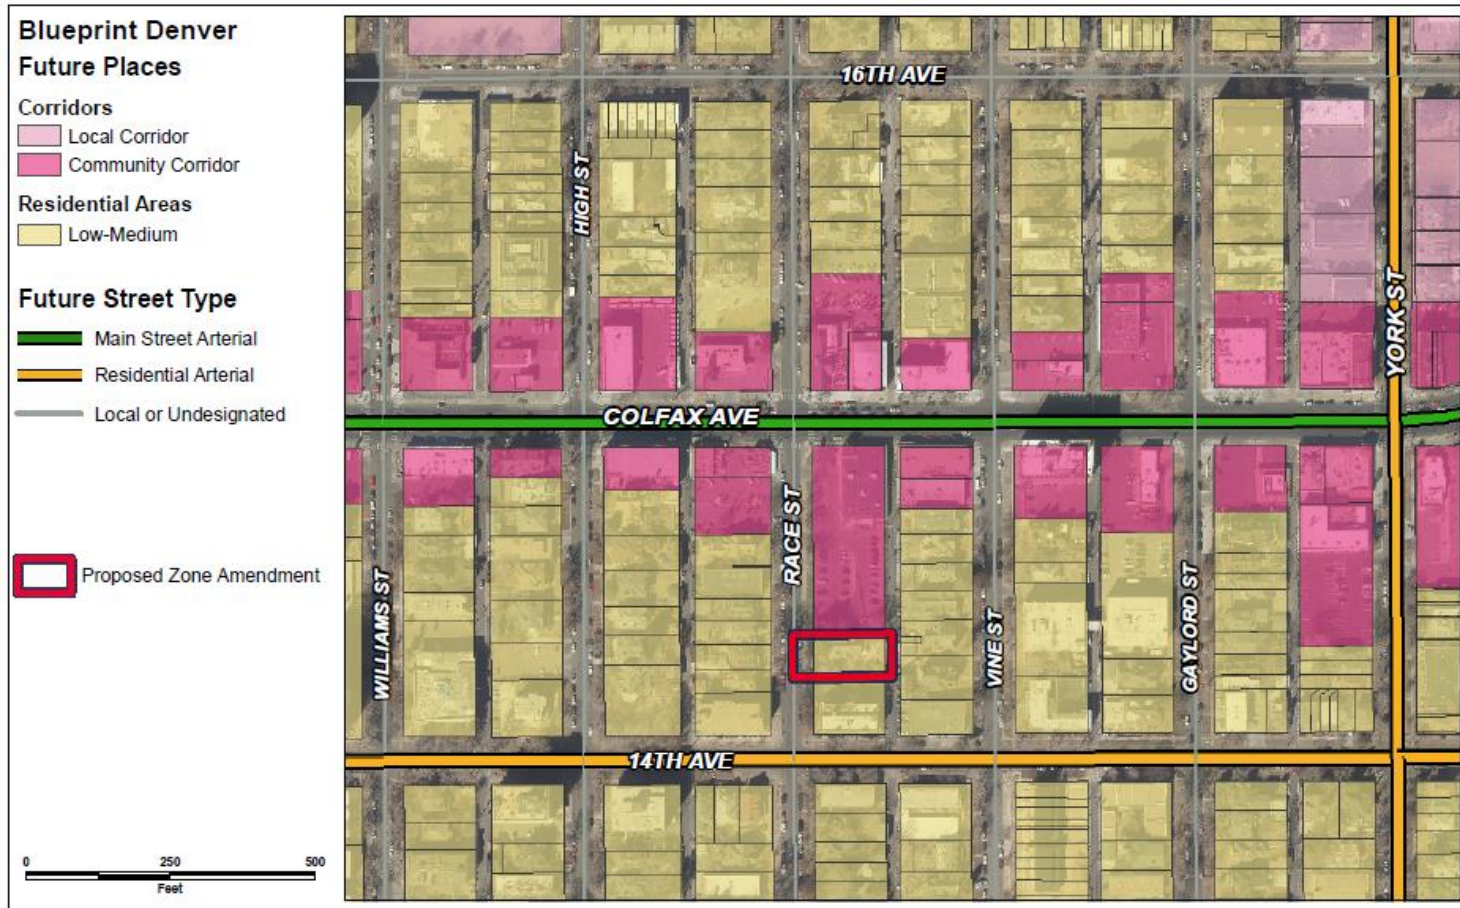 Blueprint Denver
Future Places
Corridors
Local Corridor
Community Corridor
Residential Areas
Low-Medium
Future Street Type
Main Street Arterial
Residential Arterial
Local or Undesignated
Proposed Zone Amendment
0 250 500
Feet
16TH AVE
HIGH ST
YORK ST
COLFAX AVE
RACE ST
WILLIAMS ST
VINE ST
GAYLORD ST
14TH AVE